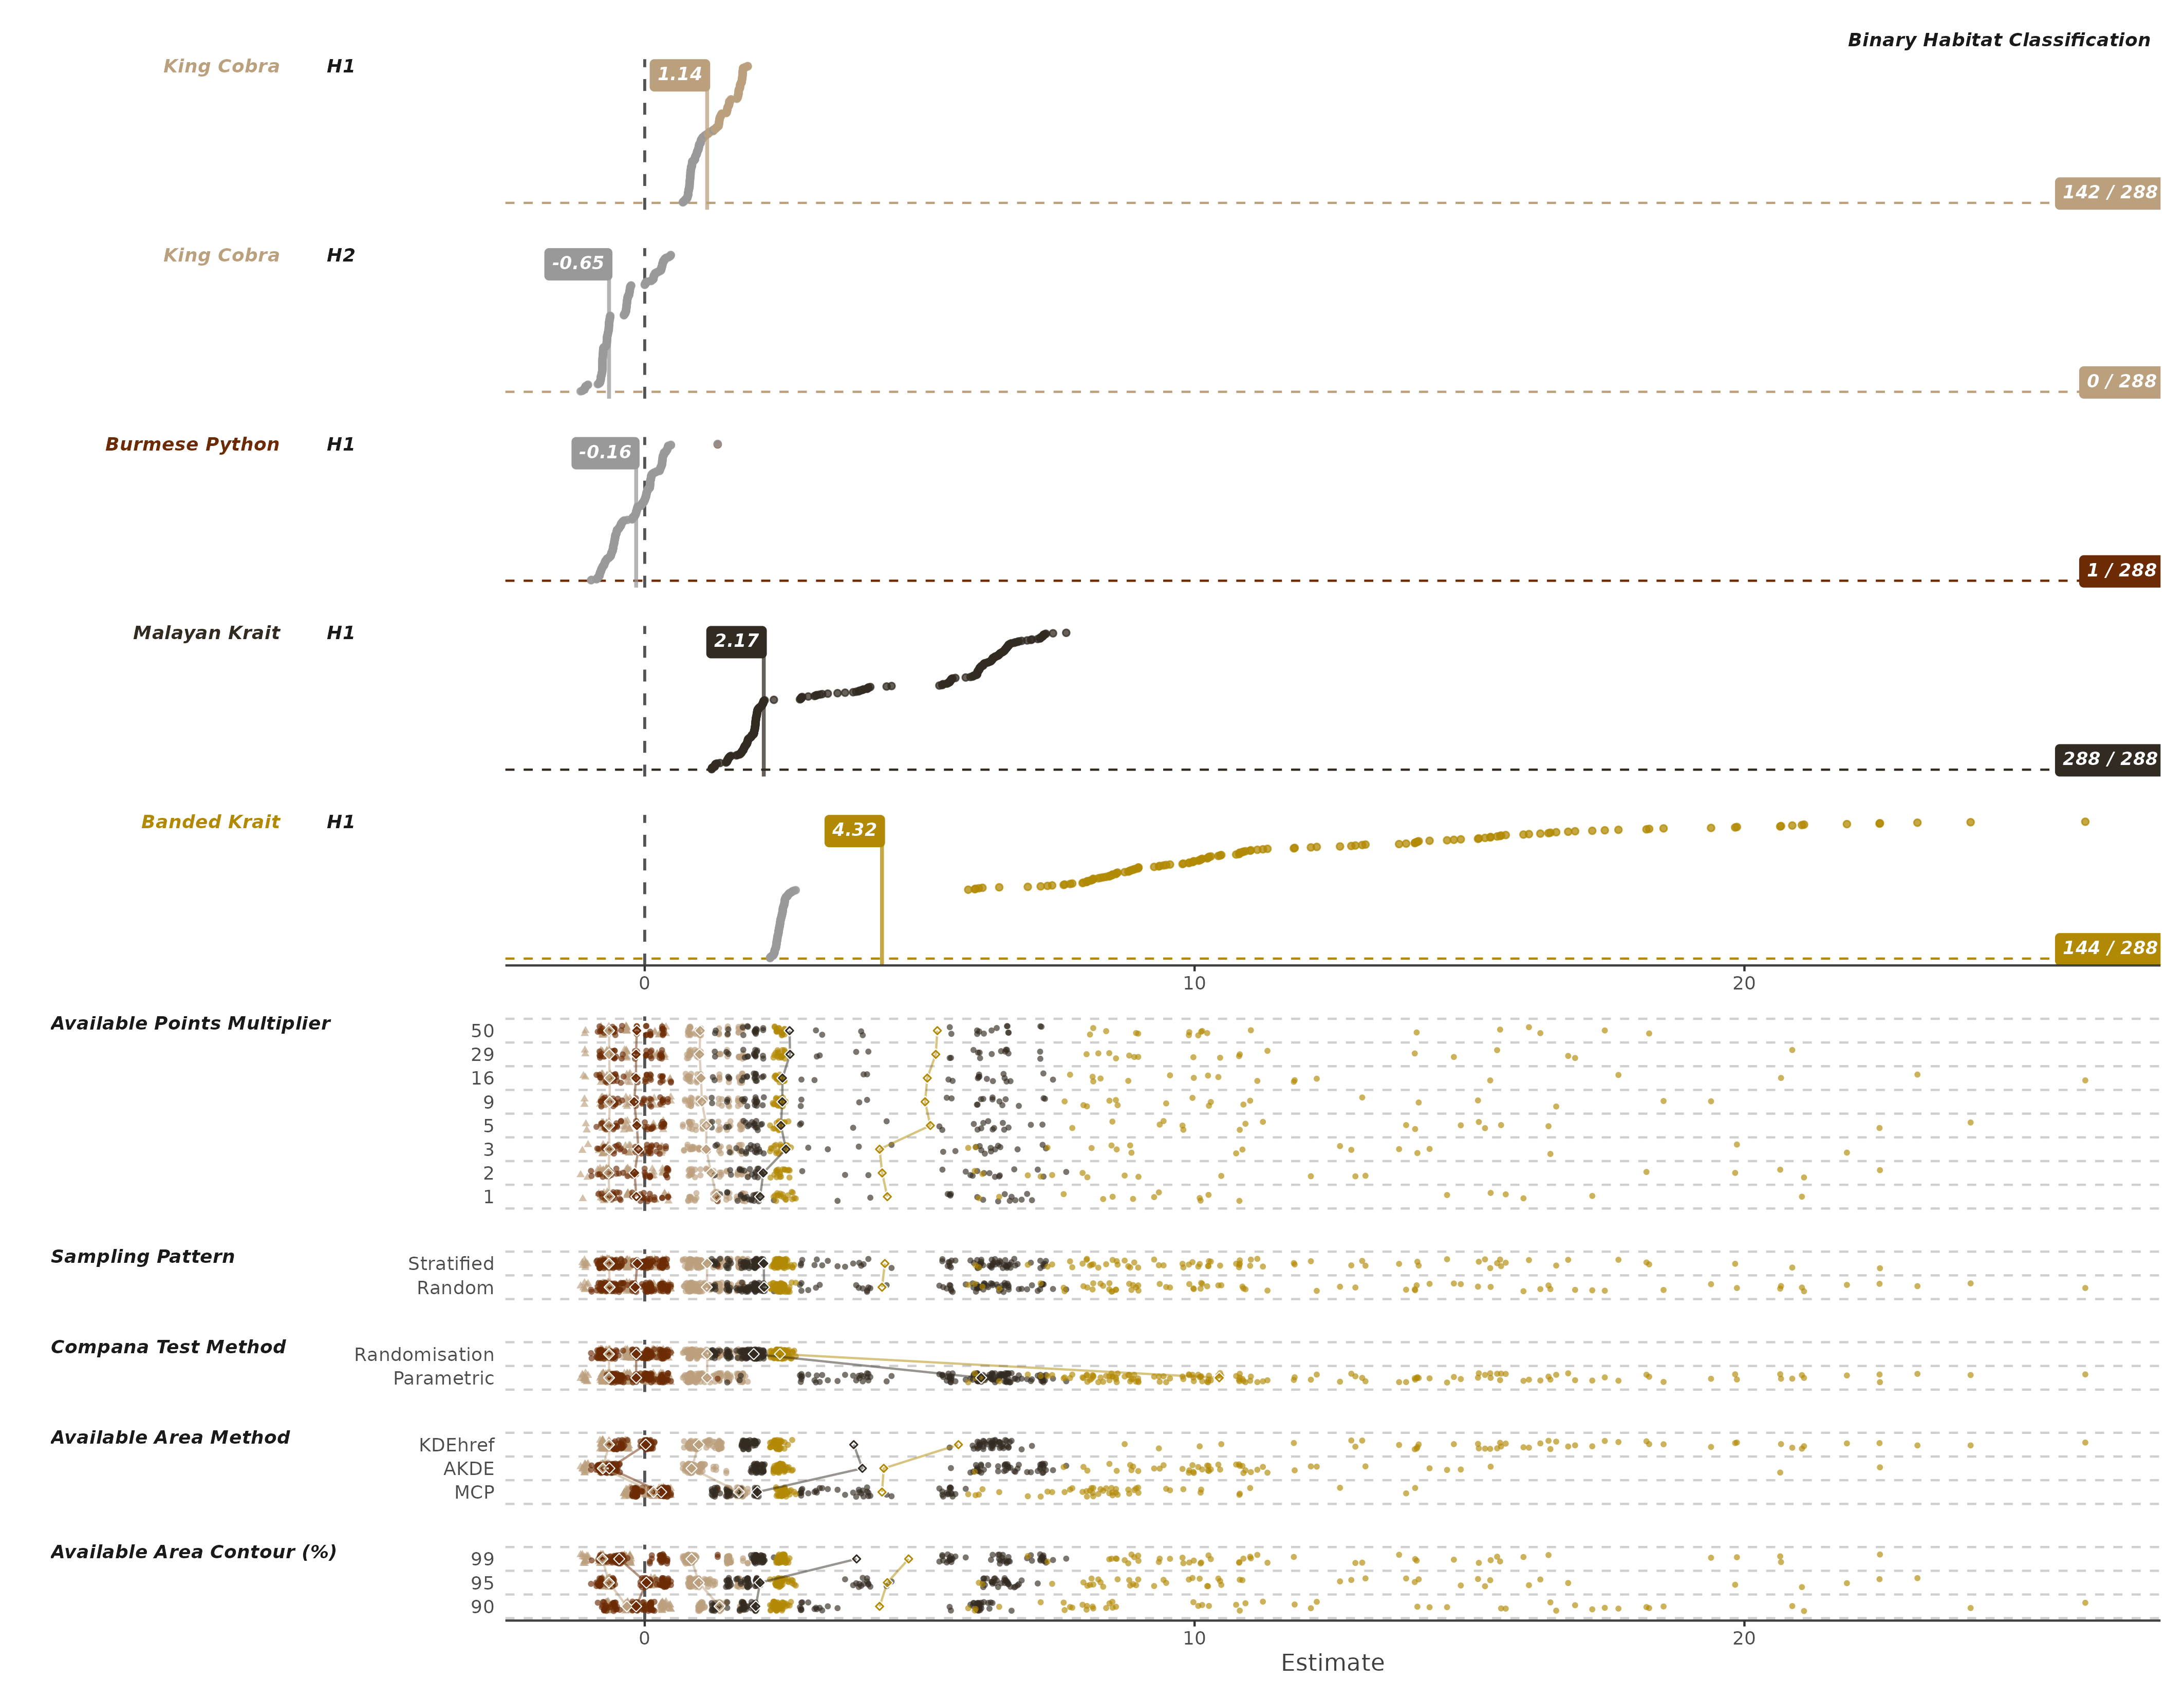 Binary Habitat Classification
King Cobra H1
1.14
142 / 288
King Cobra H2
-0.65
0 / 288
Burmese Python H1
-0.16
1 / 288
Malayan Krait H1
2.17
288 / 288
Banded Krait H1
4.32
144 / 288
0 10 20
Available Points Multiplier
50
29
16
9
5
3
2
1
Sampling Pattern
Stratified
Random
Compana Test Method
Randomisation
Parametric
Available Area Method
KDEhref
AKDE
MCP
Available Area Contour (%)
99
95
90
0 10 20
Estimate